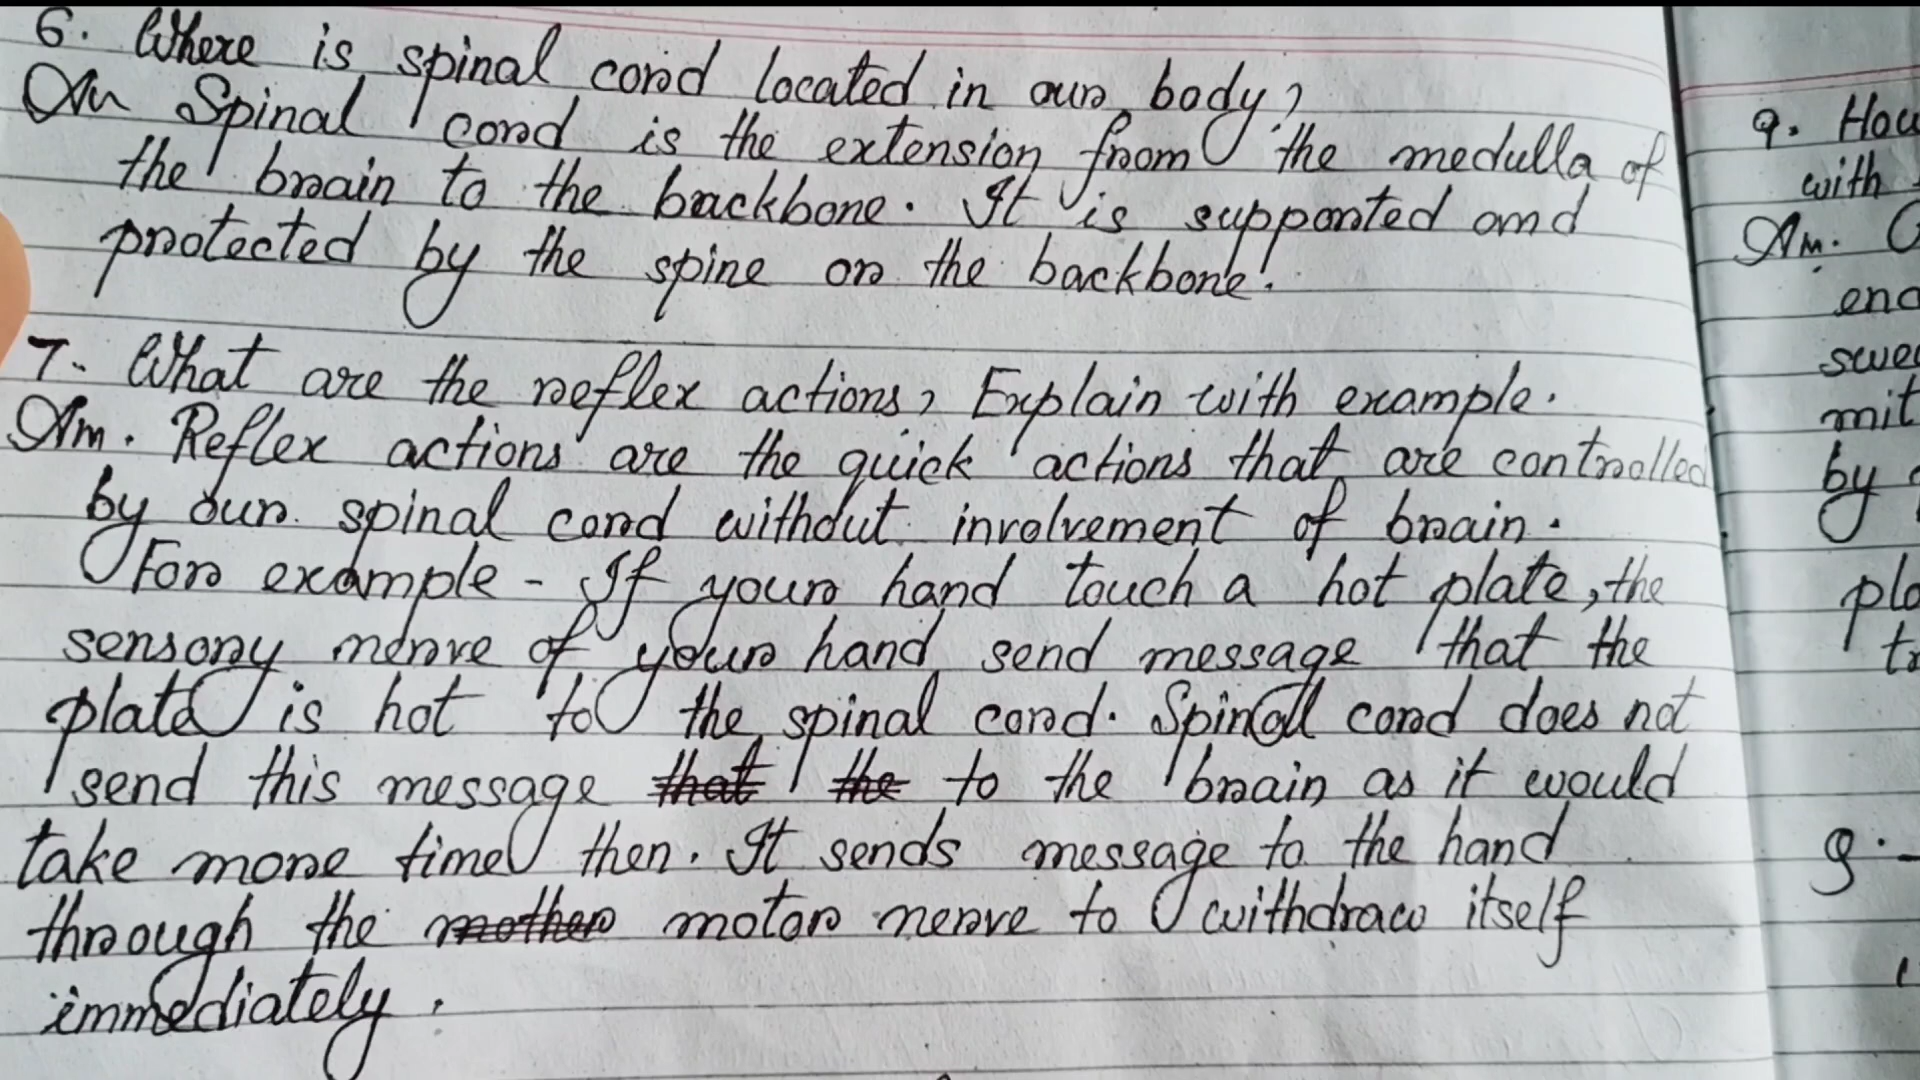 6. Where is spinal cord located in our body?
Ans Spinal cord is the extension from the medulla of
the brain to the backbone. It is supported and
protected by the spine or the backbone.
7. What are the reflex actions? Explain with example.
Ans. Reflex actions are the quick actions that are controlled
by our spinal cord without involvement of brain.
For example - If your hand touch a hot plate, the
sensory nerve of your hand send message that the
plate is hot to the spinal cord. Spinal cord does not
send this message that the to the brain as it would
take more time then. It sends message to the hand
through the mother motor nerve to withdraw itself
immediately.
9. How
with
Ans.
by